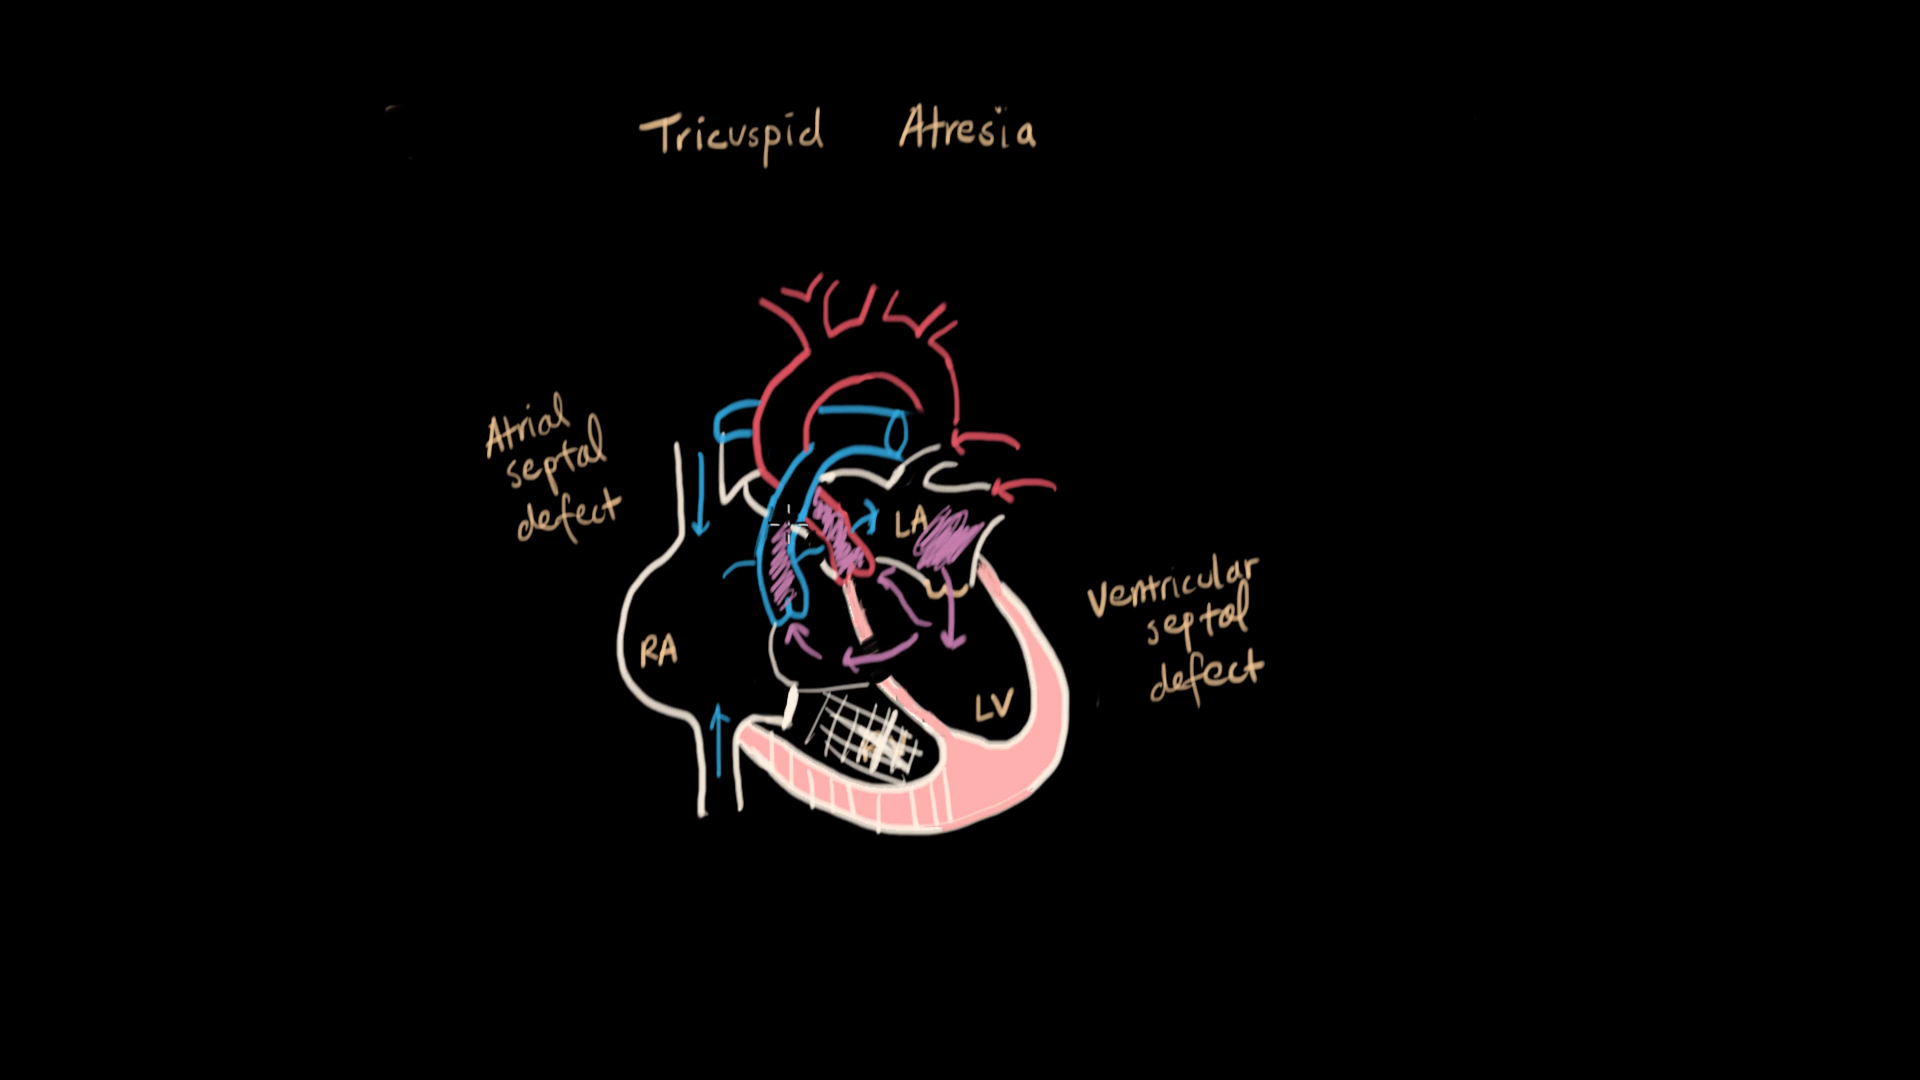 Tricuspid Atresia
Atrial
septal
defect
LA
RA
LV
Ventricular
septal
defect